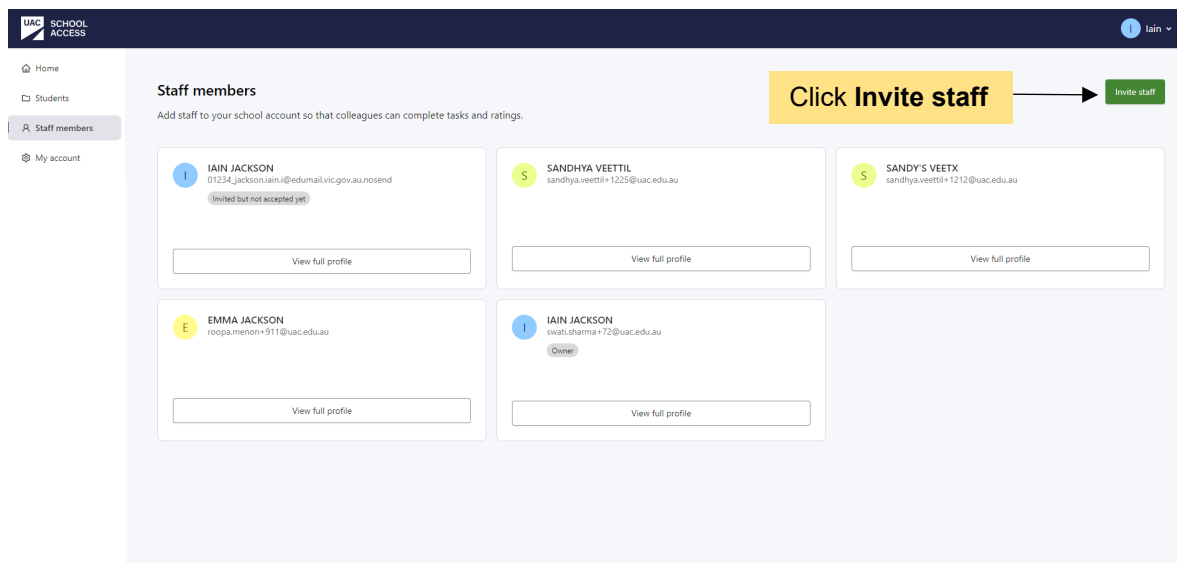 UAC SCHOOL
ACCESS
I Iain
Home
Students
Staff members
My account
Staff members
Add staff to your school account so that colleagues can complete tasks and ratings.
Click Invite staff
Invite staff
I IAIN JACKSON
01234_jackson.iain.i@edumail.vic.gov.au.nosend
Invited but not accepted yet
View full profile
S SANDHYA VEETTIL
sandhya.veettil+1225@uac.edu.au
View full profile
S SANDY'S VEETX
sandhya.veettil+1212@uac.edu.au
View full profile
E EMMA JACKSON
roopa.menon+911@uac.edu.au
View full profile
I IAIN JACKSON
swati.sharma+72@uac.edu.au
Owner
View full profile